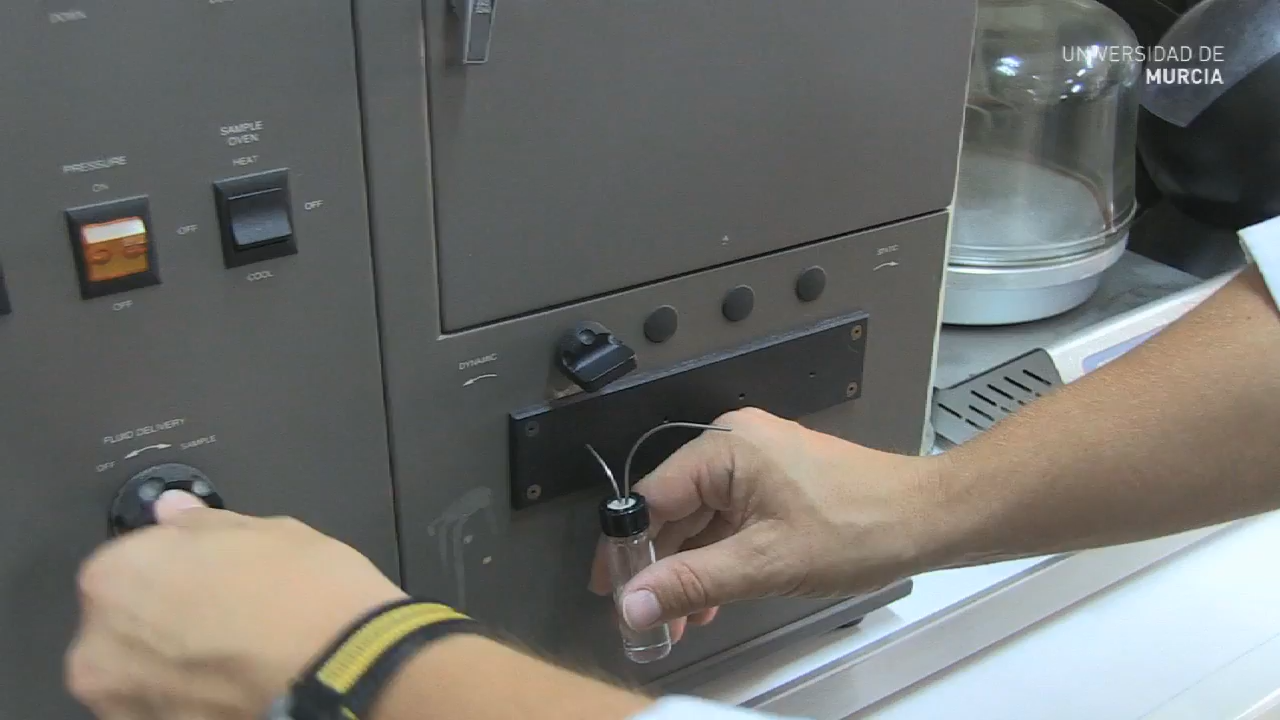 DOWN
UNIVERSIDAD DE
MURCIA
SAMPLE
OVEN
HEAT
OFF
COOL
PRESSURE
ON
OFF
OFF
STATIC
DYNAMIC
FLUID DELIVERY
OFF
SAMPLE